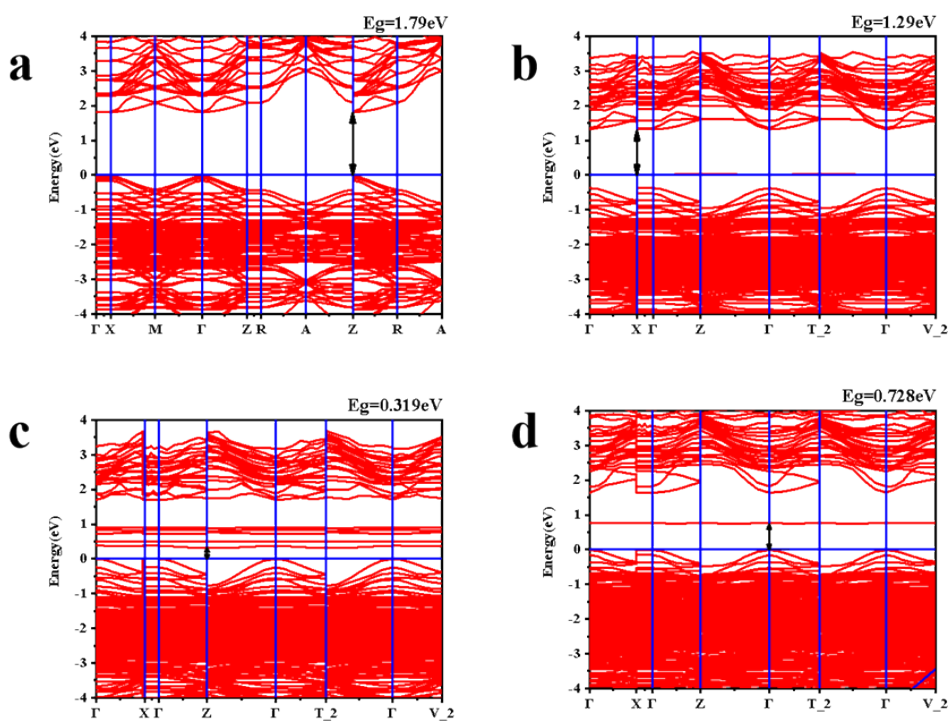 a
Eg=1.79eV
Energy(eV)
4
3
2
1
0
-1
-2
-3
-4
Γ X M Γ Z R A Z R A
b
Eg=1.29eV
Energy(eV)
4
3
2
1
0
-1
-2
-3
-4
Γ X Γ Z Γ T_2 Γ V_2
c
Eg=0.319eV
Energy(eV)
4
3
2
1
0
-1
-2
-3
-4
Γ X Γ Z Γ T_2 Γ V_2
d
Eg=0.728eV
Energy(eV)
4
3
2
1
0
-1
-2
-3
-4
Γ X Γ Z Γ T_2 Γ V_2